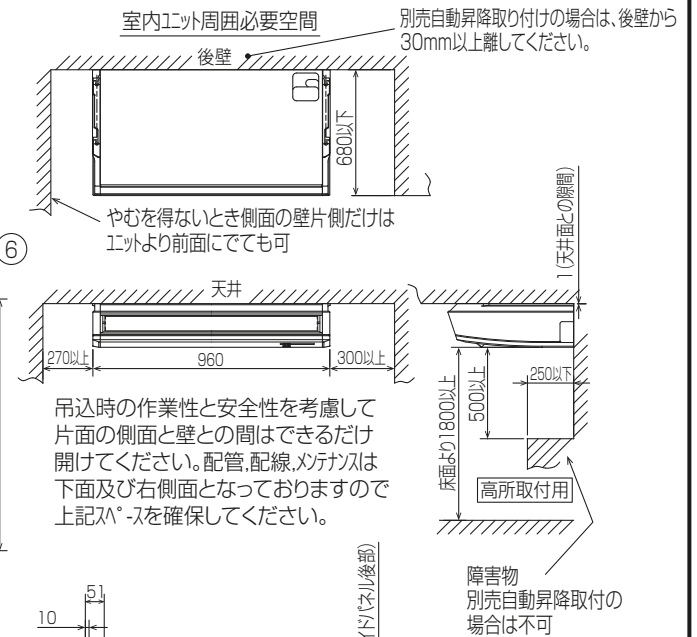 室内ユニット周囲必要空間
別売自動昇降取り付けの場合は、後壁から
30mm以上離してください。
後壁
680以下
やむを得ないとき側面の壁片側だけは
ユニットより前面にでても可
6
1(天井面との隙間)
天井
270以上
960
300以上
250以下
500以上
床面より1800以上
吊込時の作業性と安全性を考慮して
片面の側面と壁との間はできるだけ
開けてください。配管,配線,メンテナンスは
下面及び右側面となっておりますので
上記スペースを確保してください。
高所取付用
障害物
別売自動昇降取付の
場合は不可
51
10
イドパネル後部)